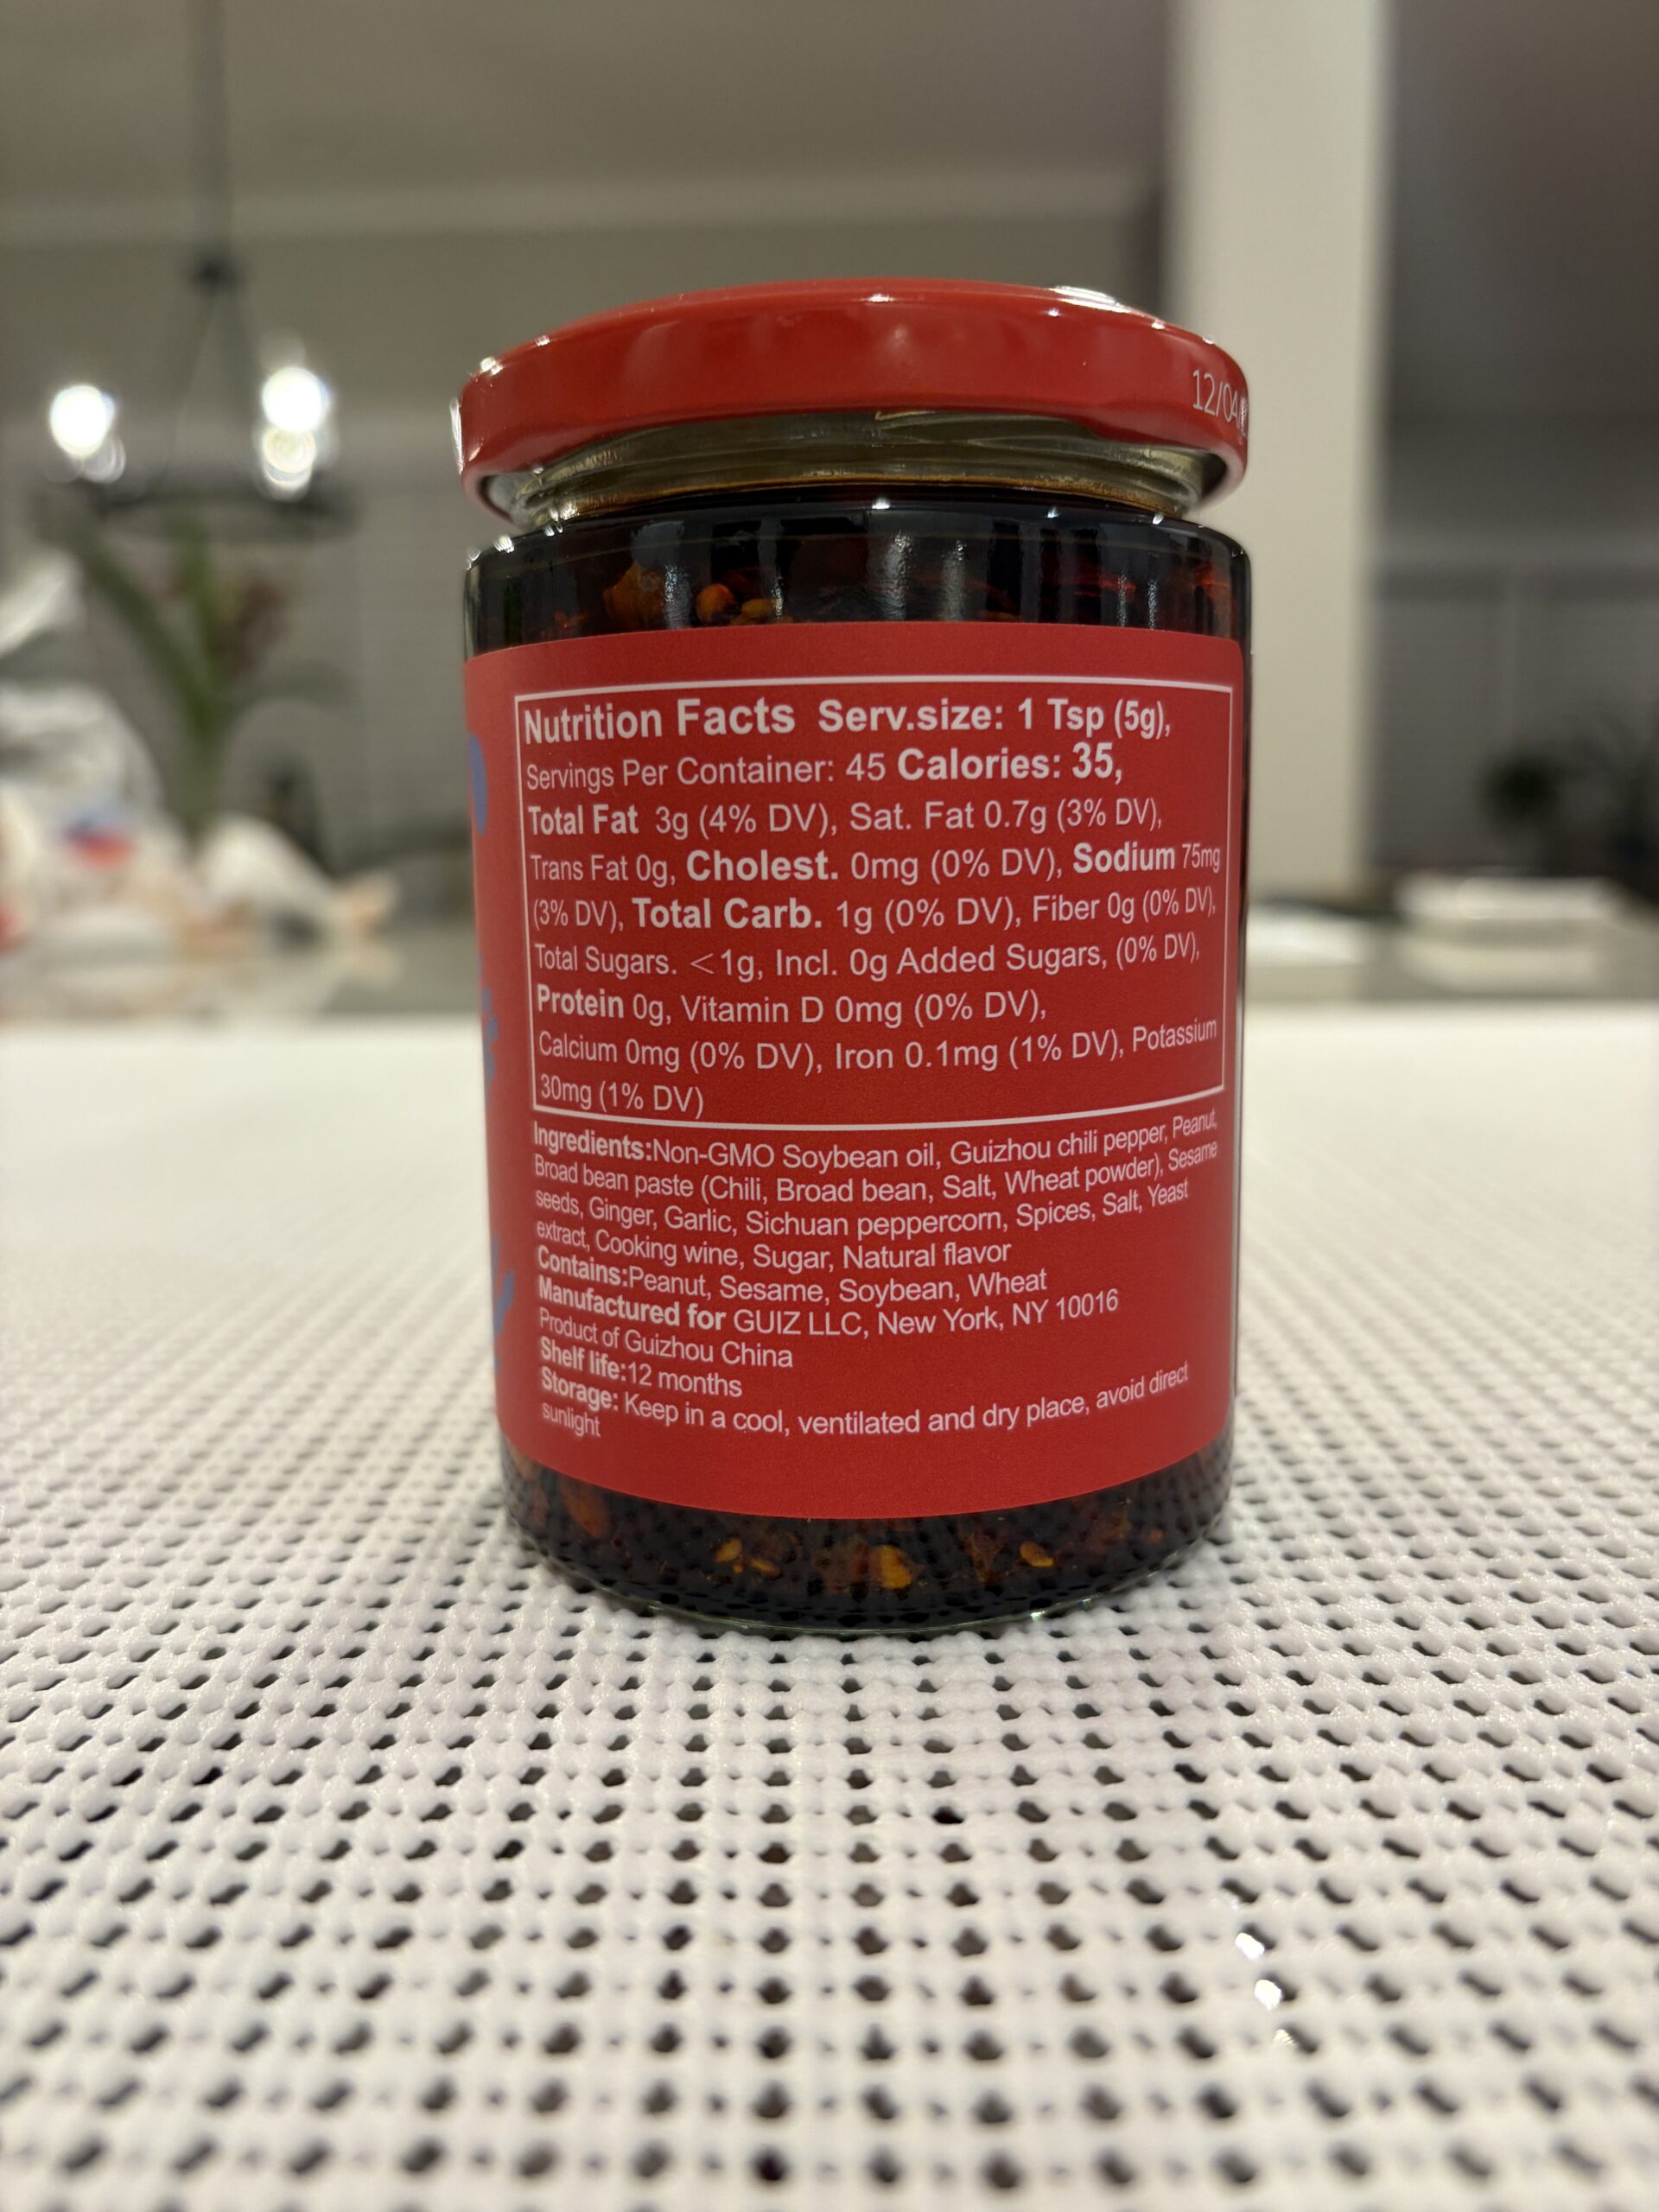 12/04
Nutrition Facts Serv.size: 1 Tsp (5g),
Servings Per Container: 45 Calories: 35,
Total Fat 3g (4% DV), Sat. Fat 0.7g (3% DV),
Trans Fat 0g, Cholest. 0mg (0% DV), Sodium 75mg
(3% DV), Total Carb. 1g (0% DV), Fiber 0g (0% DV),
Total Sugars. <1g, Incl. 0g Added Sugars, (0% DV),
Protein 0g, Vitamin D 0mg (0% DV),
Calcium 0mg (0% DV), Iron 0.1mg (1% DV), Potassium
30mg (1% DV)
Ingredients:Non-GMO Soybean oil, Guizhou chili pepper, Peanut,
Broad bean paste (Chili, Broad bean, Salt, Wheat powder), Sesame
seeds, Ginger, Garlic, Sichuan peppercorn, Spices, Salt, Yeast
extract, Cooking wine, Sugar, Natural flavor
Contains:Peanut, Sesame, Soybean, Wheat
Manufactured for GUIZ LLC, New York, NY 10016
Product of Guizhou China
Shelf life:12 months
Storage: Keep in a cool, ventilated and dry place, avoid direct
sunlight